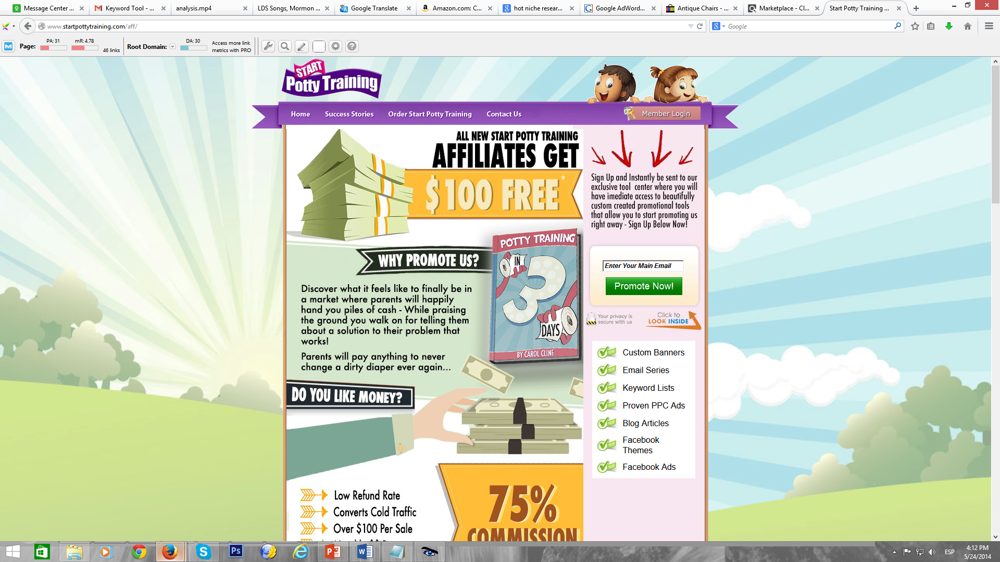 Message Center ...
Keyword Tool - ...
analysis.mp4
LDS Songs, Mormon ...
Google Translate
Amazon.com: C...
hot niche resear...
Google AdWord...
Antique Chairs - ...
Marketplace - Cl...
Start Potty Training ...
www.startpottytraining.com/aff/
Google
Page:
PA: 31
mR: 4.78
46 links
Root Domain:
DA: 30
Access more link
metrics with PRO
START
Potty Training
Home
Success Stories
Order Start Potty Training
Contact Us
Member Login
ALL NEW START POTTY TRAINING
AFFILIATES GET
$100 FREE*
WHY PROMOTE US?
Discover what it feels like to finally be in
a market where parents will happily
hand you piles of cash - While praising
the ground you walk on for telling them
about a solution to their problem that
works!
Parents will pay anything to never
change a dirty diaper ever again...
POTTY TRAINING
IN
3
DAYS
BY CAROL CLINE
DO YOU LIKE MONEY?
Low Refund Rate
Converts Cold Traffic
Over $100 Per Sale
75%
COMMISSION
Sign Up and Instantly be sent to our
exclusive tool center where you will
have imediate access to beautifully
custom created promotional tools
that allow you to start promoting us
right away - Sign Up Below Now!
Enter Your Main Email
Promote Now!
Your privacy is
secure with us
Click to
LOOK INSIDE
YES! Custom Banners
YES! Email Series
YES! Keyword Lists
YES! Proven PPC Ads
YES! Blog Articles
YES! Facebook
Themes
YES! Facebook Ads
Ps
ESP
4:12 PM
5/24/2014